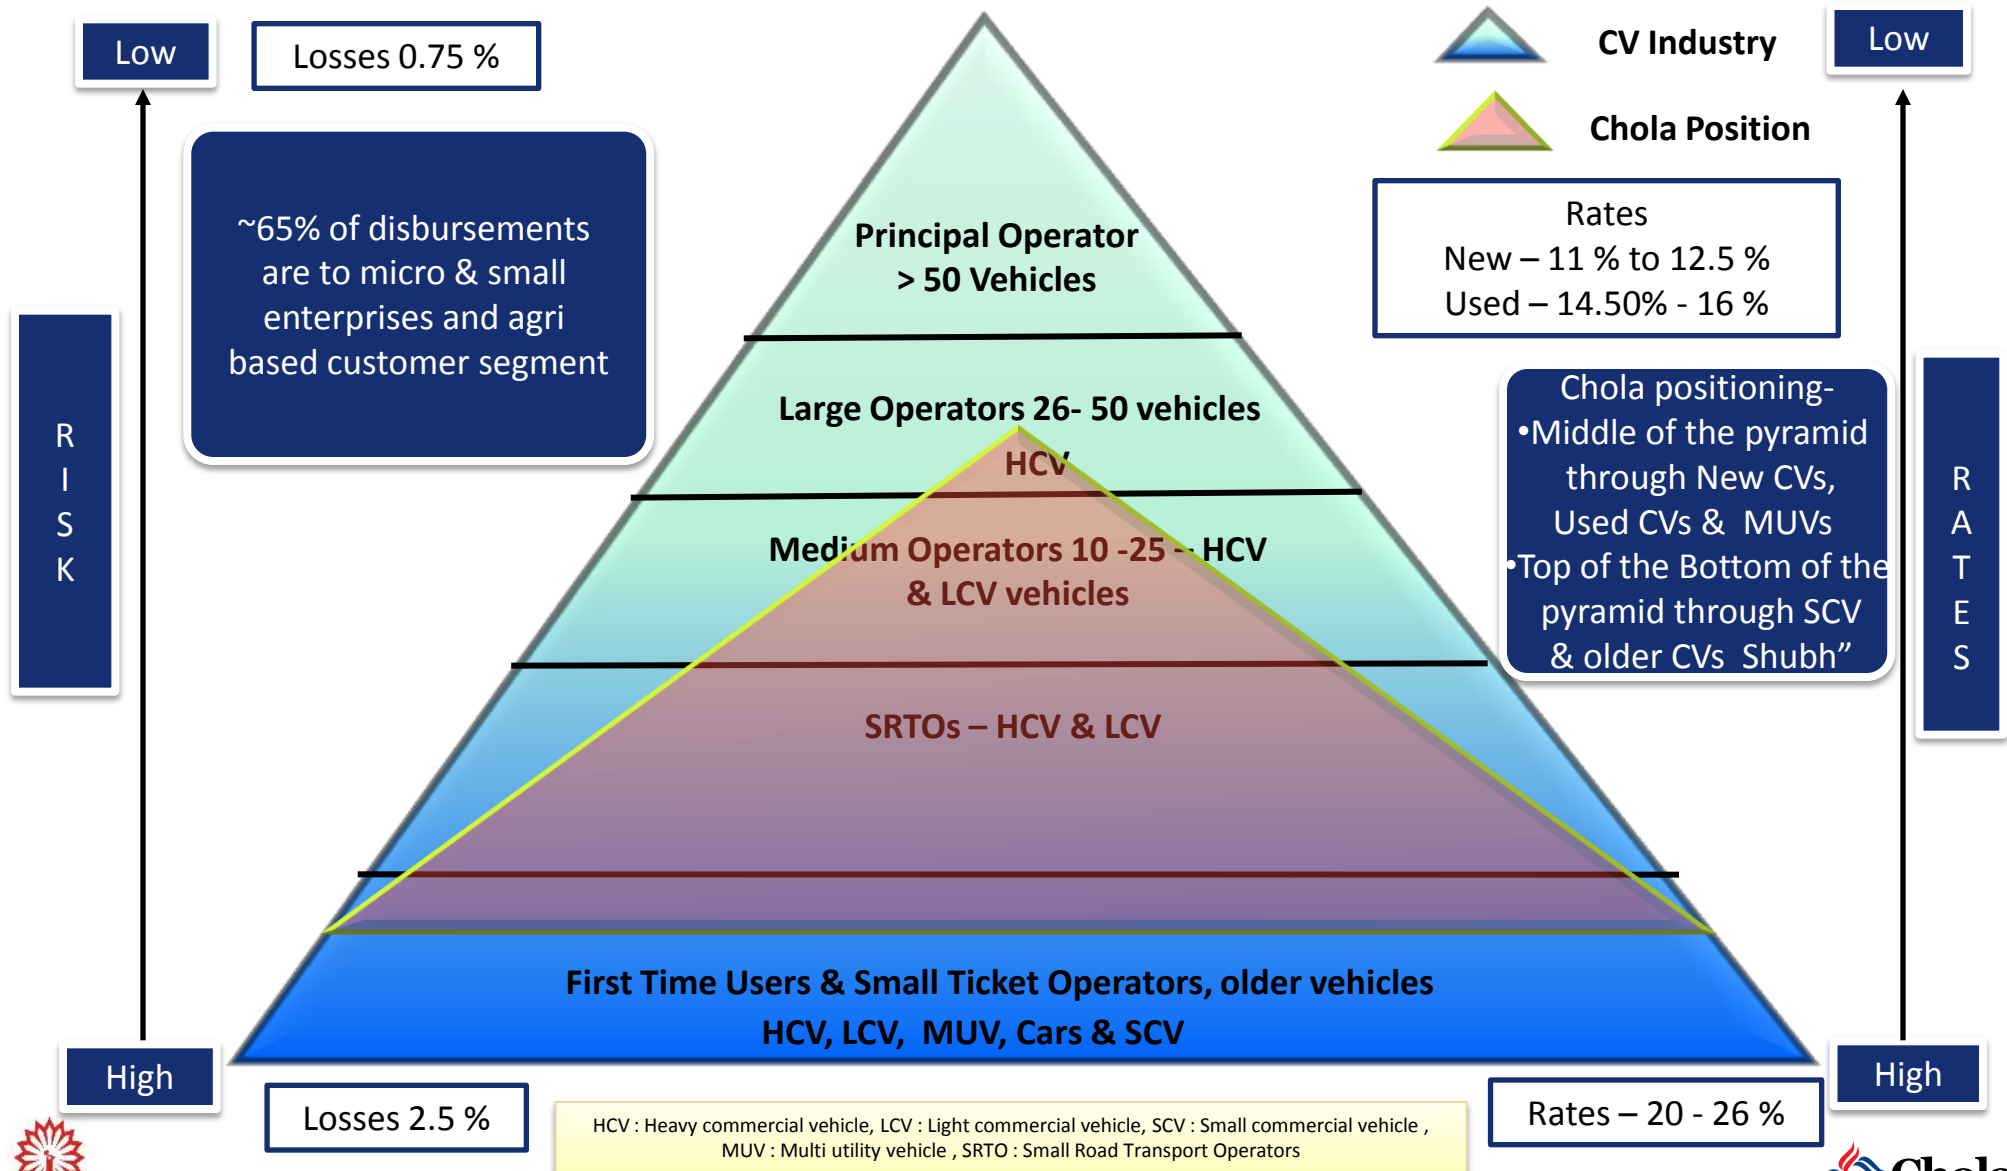 Low
Losses 0.75 %
CV Industry
Low
Chola Position
~65% of disbursements
are to micro & small
enterprises and agri
based customer segment
Rates
New – 11 % to 12.5 %
Used – 14.50% - 16 %
Principal Operator
> 50 Vehicles
Large Operators 26- 50 vehicles
HCV
Medium Operators 10 -25 – HCV
& LCV vehicles
SRTOs – HCV & LCV
First Time Users & Small Ticket Operators, older vehicles
HCV, LCV, MUV, Cars & SCV
R
I
S
K
Chola positioning-
•Middle of the pyramid
through New CVs,
Used CVs & MUVs
•Top of the Bottom of the
pyramid through SCV
& older CVs Shubh”
R
A
T
E
S
High
Losses 2.5 %
High
Rates – 20 - 26 %
HCV : Heavy commercial vehicle, LCV : Light commercial vehicle, SCV : Small commercial vehicle ,
MUV : Multi utility vehicle , SRTO : Small Road Transport Operators
Chola